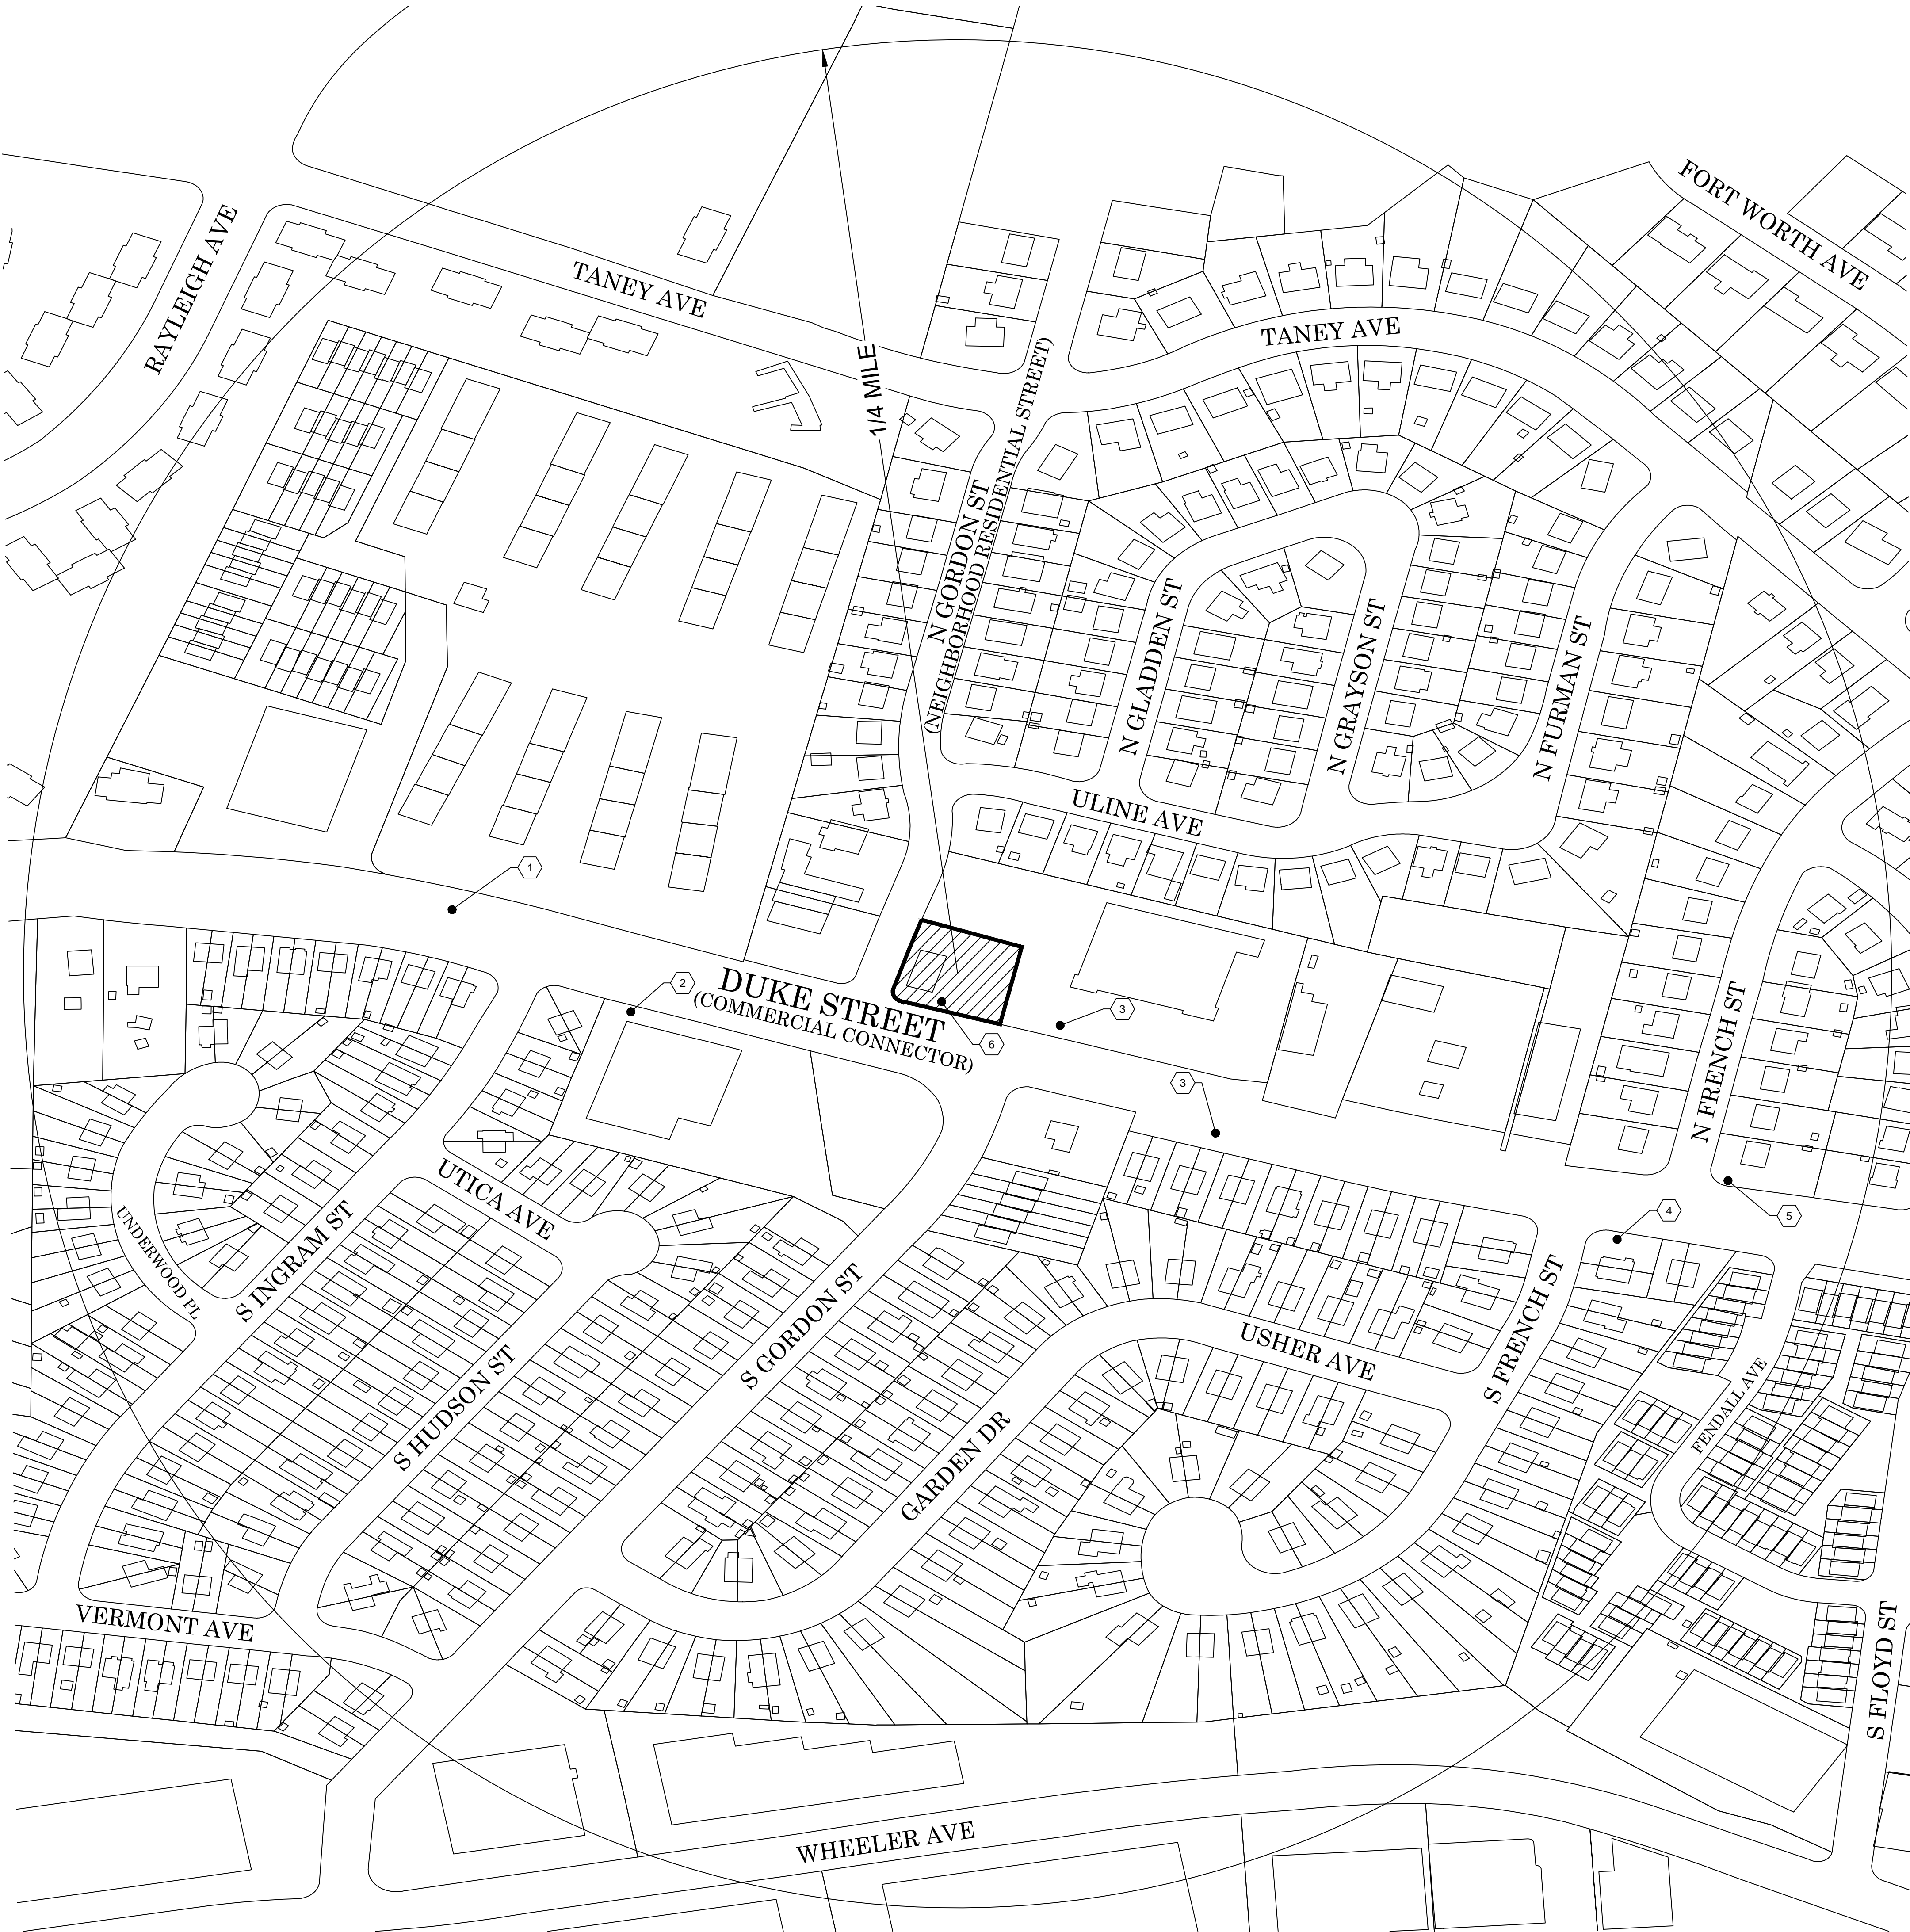 FORT WORTH AVE
RAYLEIGH AVE
TANEY AVE
TANEY AVE
1/4 MILE
N GORDON ST
(NEIGHBORHOOD RESIDENTIAL STREET)
N GLADDEN ST
N GRAYSON ST
N FURMAN ST
ULINE AVE
1
2
DUKE STREET
(COMMERCIAL CONNECTOR)
3
6
3
N FRENCH ST
4
5
UTICA AVE
UNDERWOOD PL
S INGRAM ST
S HUDSON ST
S GORDON ST
GARDEN DR
USHER AVE
S FRENCH ST
FENDALL AVE
VERMONT AVE
S FLOYD ST
WHEELER AVE